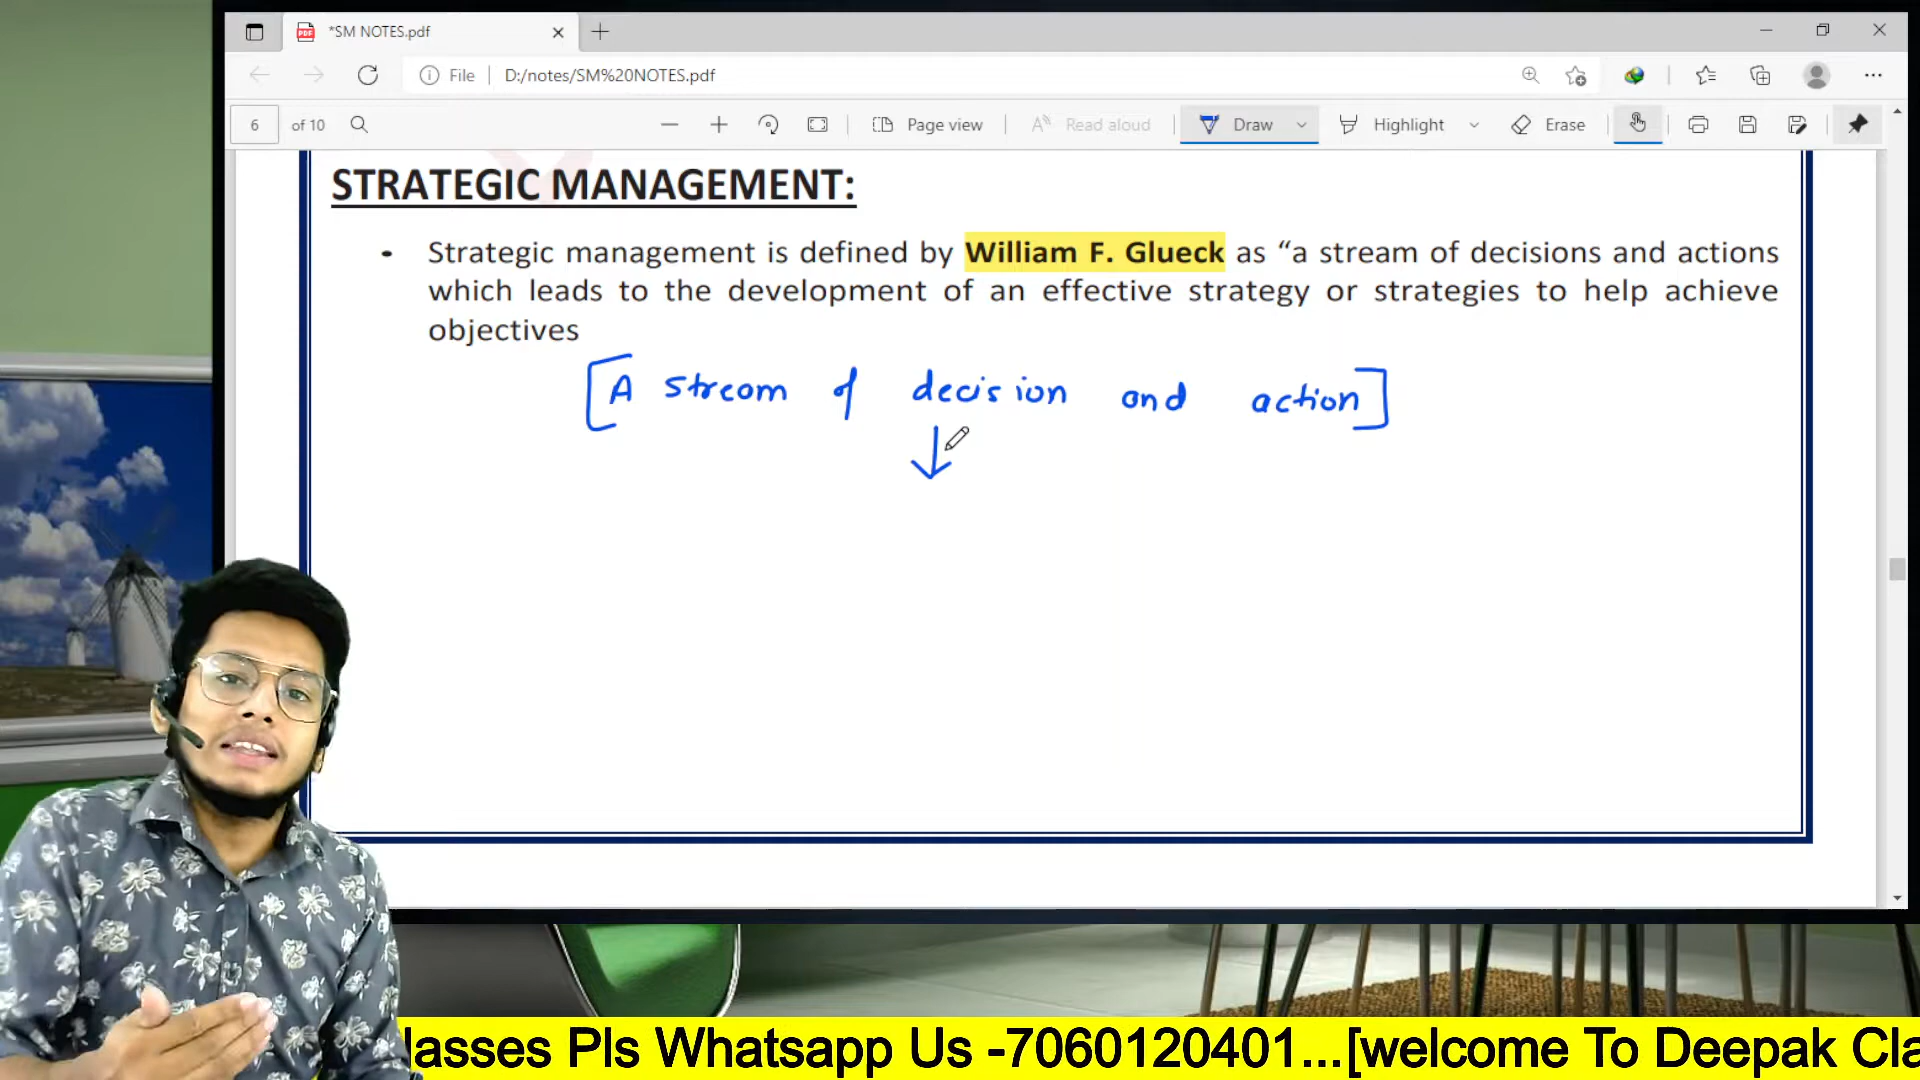 *SM NOTES.pdf
File D:/notes/SM%20NOTES.pdf
6 of 10 Page view Read aloud Draw Highlight Erase
STRATEGIC MANAGEMENT:
• Strategic management is defined by William F. Glueck as “a stream of decisions and actions
which leads to the development of an effective strategy or strategies to help achieve
objectives
[A stream of decision and action]
lasses Pls Whatsapp Us -7060120401...[welcome To Deepak Cla